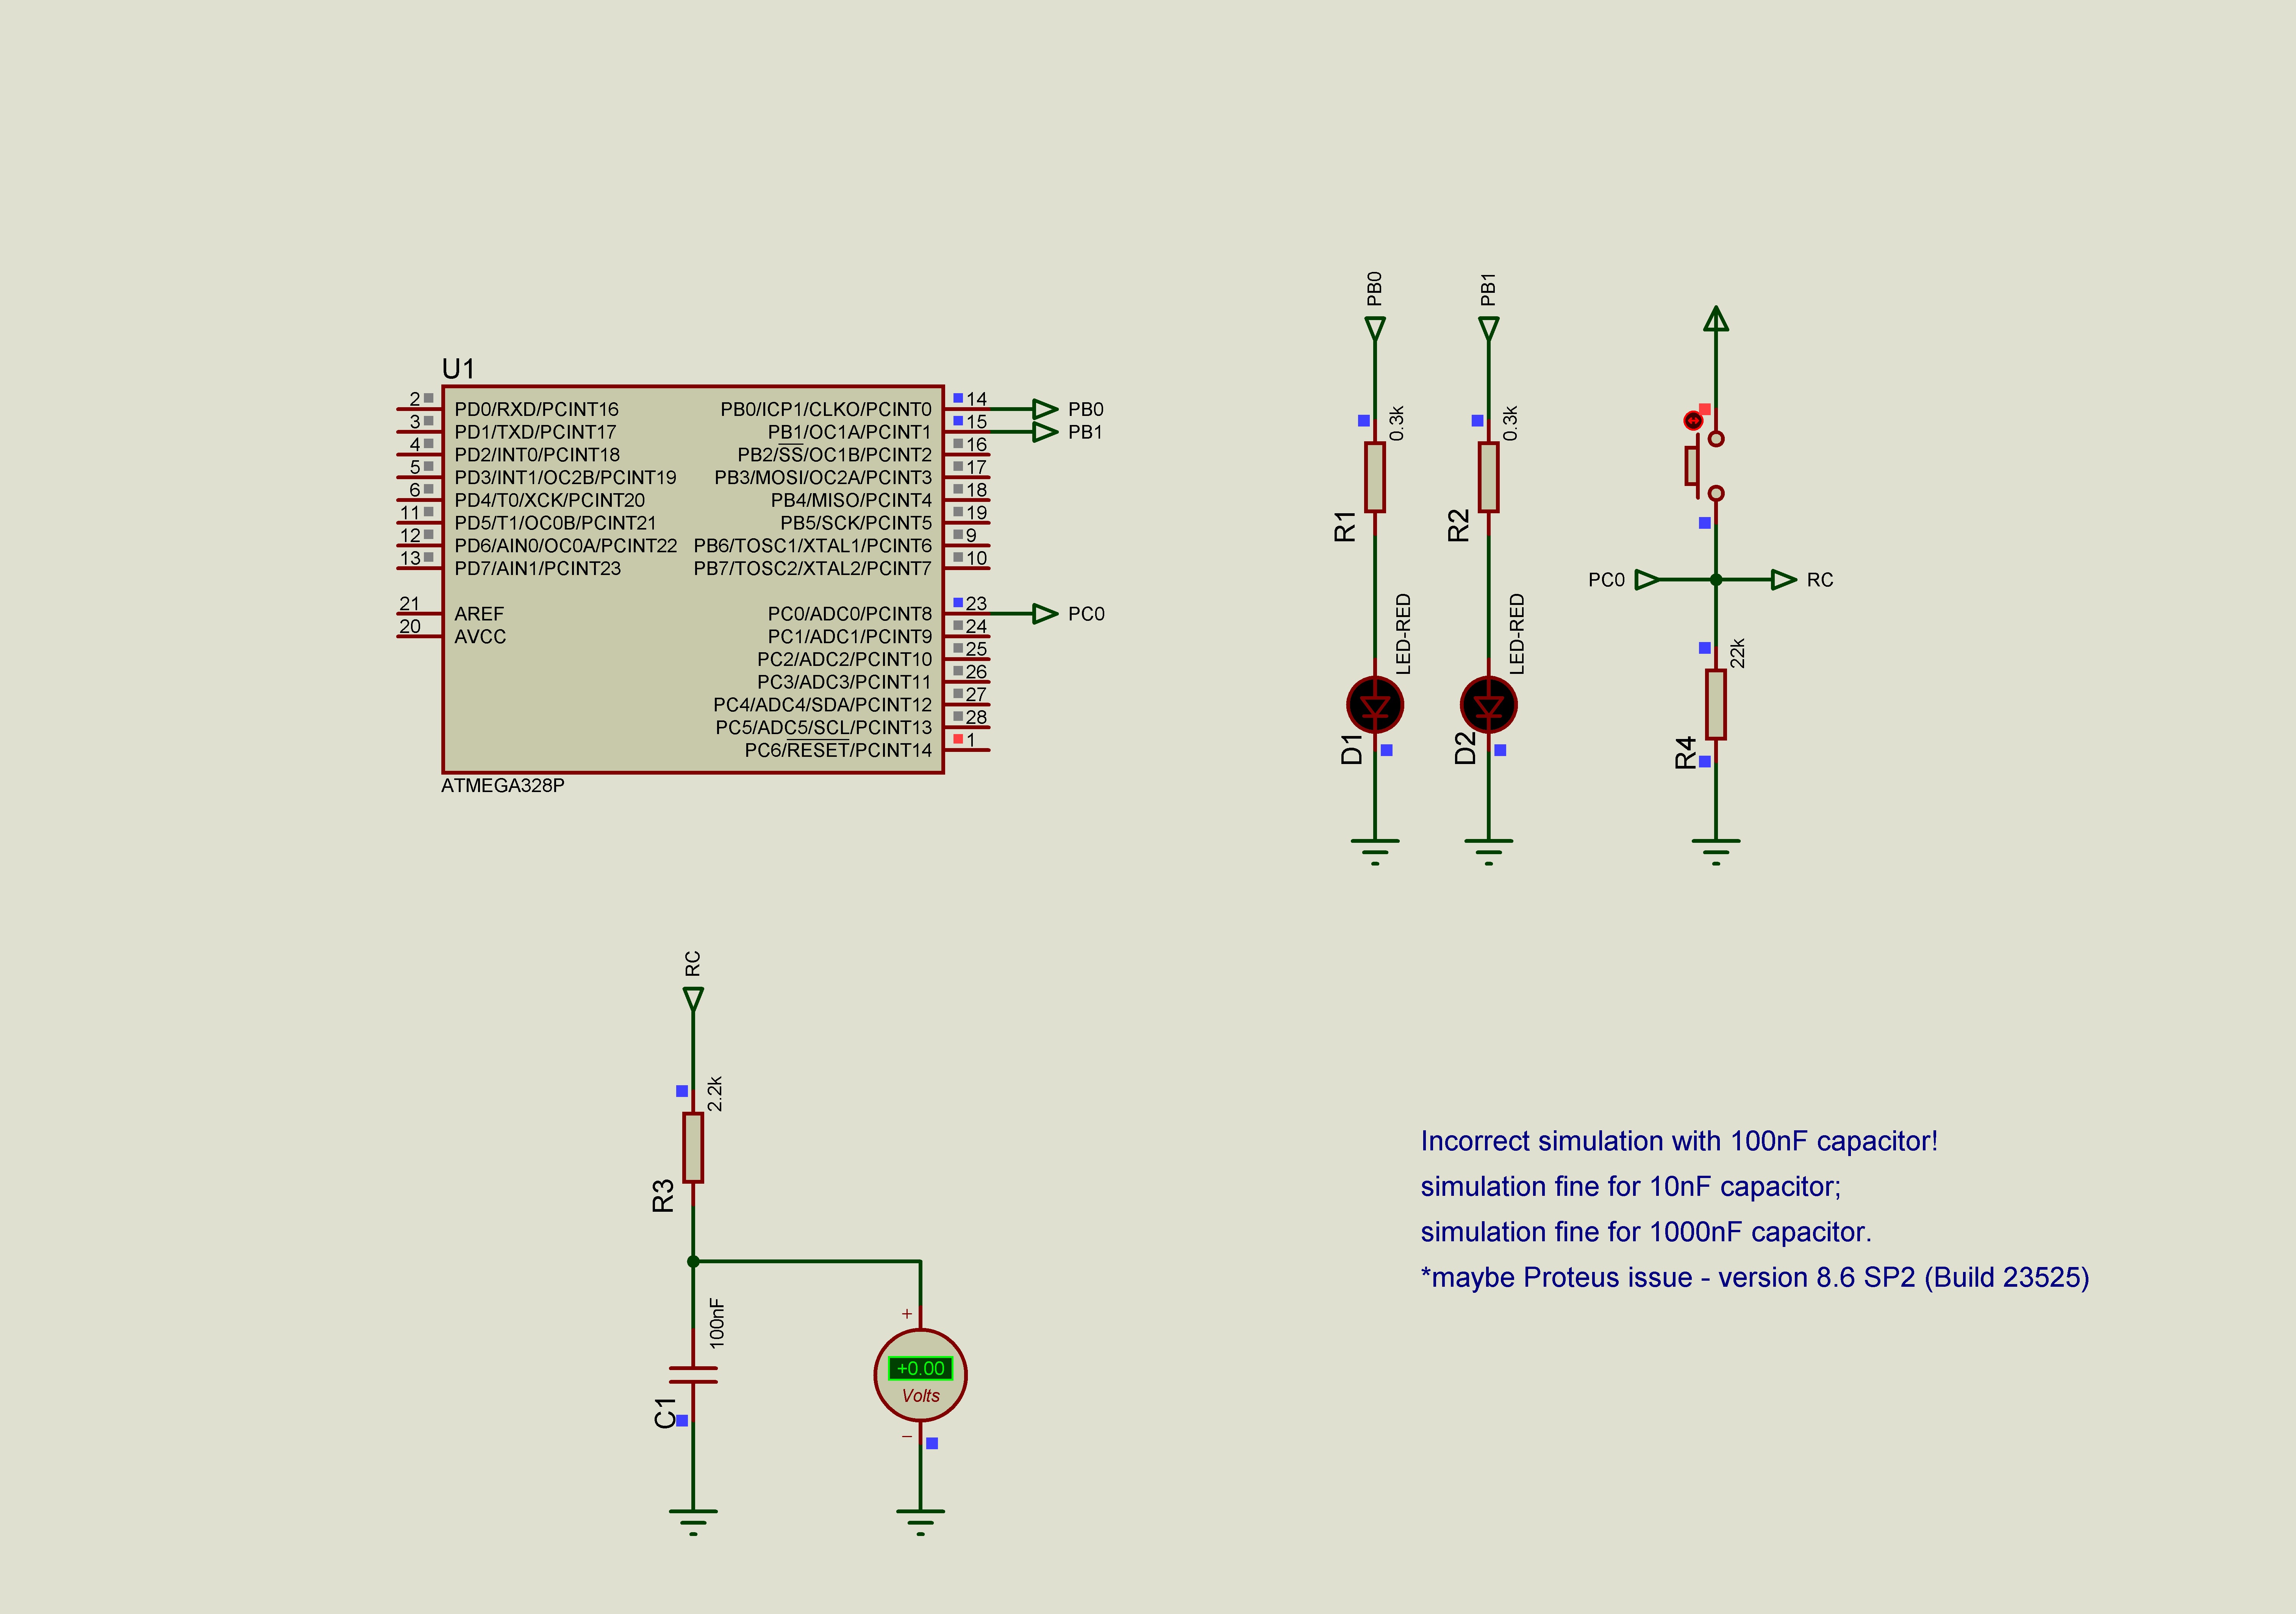 U1
2
PD0/RXD/PCINT16
3
PD1/TXD/PCINT17
4
PD2/INT0/PCINT18
5
PD3/INT1/OC2B/PCINT19
6
PD4/T0/XCK/PCINT20
11
PD5/T1/OC0B/PCINT21
12
PD6/AIN0/OC0A/PCINT22
13
PD7/AIN1/PCINT23
21
AREF
20
AVCC
PB0/ICP1/CLKO/PCINT0
14
PB0
PB1/OC1A/PCINT1
15
PB1
PB2/SS/OC1B/PCINT2
16
PB3/MOSI/OC2A/PCINT3
17
PB4/MISO/PCINT4
18
PB5/SCK/PCINT5
19
PB6/TOSC1/XTAL1/PCINT6
9
PB7/TOSC2/XTAL2/PCINT7
10
PC0/ADC0/PCINT8
23
PC0
PC1/ADC1/PCINT9
24
PC2/ADC2/PCINT10
25
PC3/ADC3/PCINT11
26
PC4/ADC4/SDA/PCINT12
27
PC5/ADC5/SCL/PCINT13
28
PC6/RESET/PCINT14
1
ATMEGA328P
PB0
0.3k
R1
LED-RED
D1
PB1
0.3k
R2
LED-RED
D2
PC0
RC
22k
R4
RC
2.2k
R3
100nF
C1
+
+0.00
Volts
−
Incorrect simulation with 100nF capacitor!
simulation fine for 10nF capacitor;
simulation fine for 1000nF capacitor.
*maybe Proteus issue - version 8.6 SP2 (Build 23525)